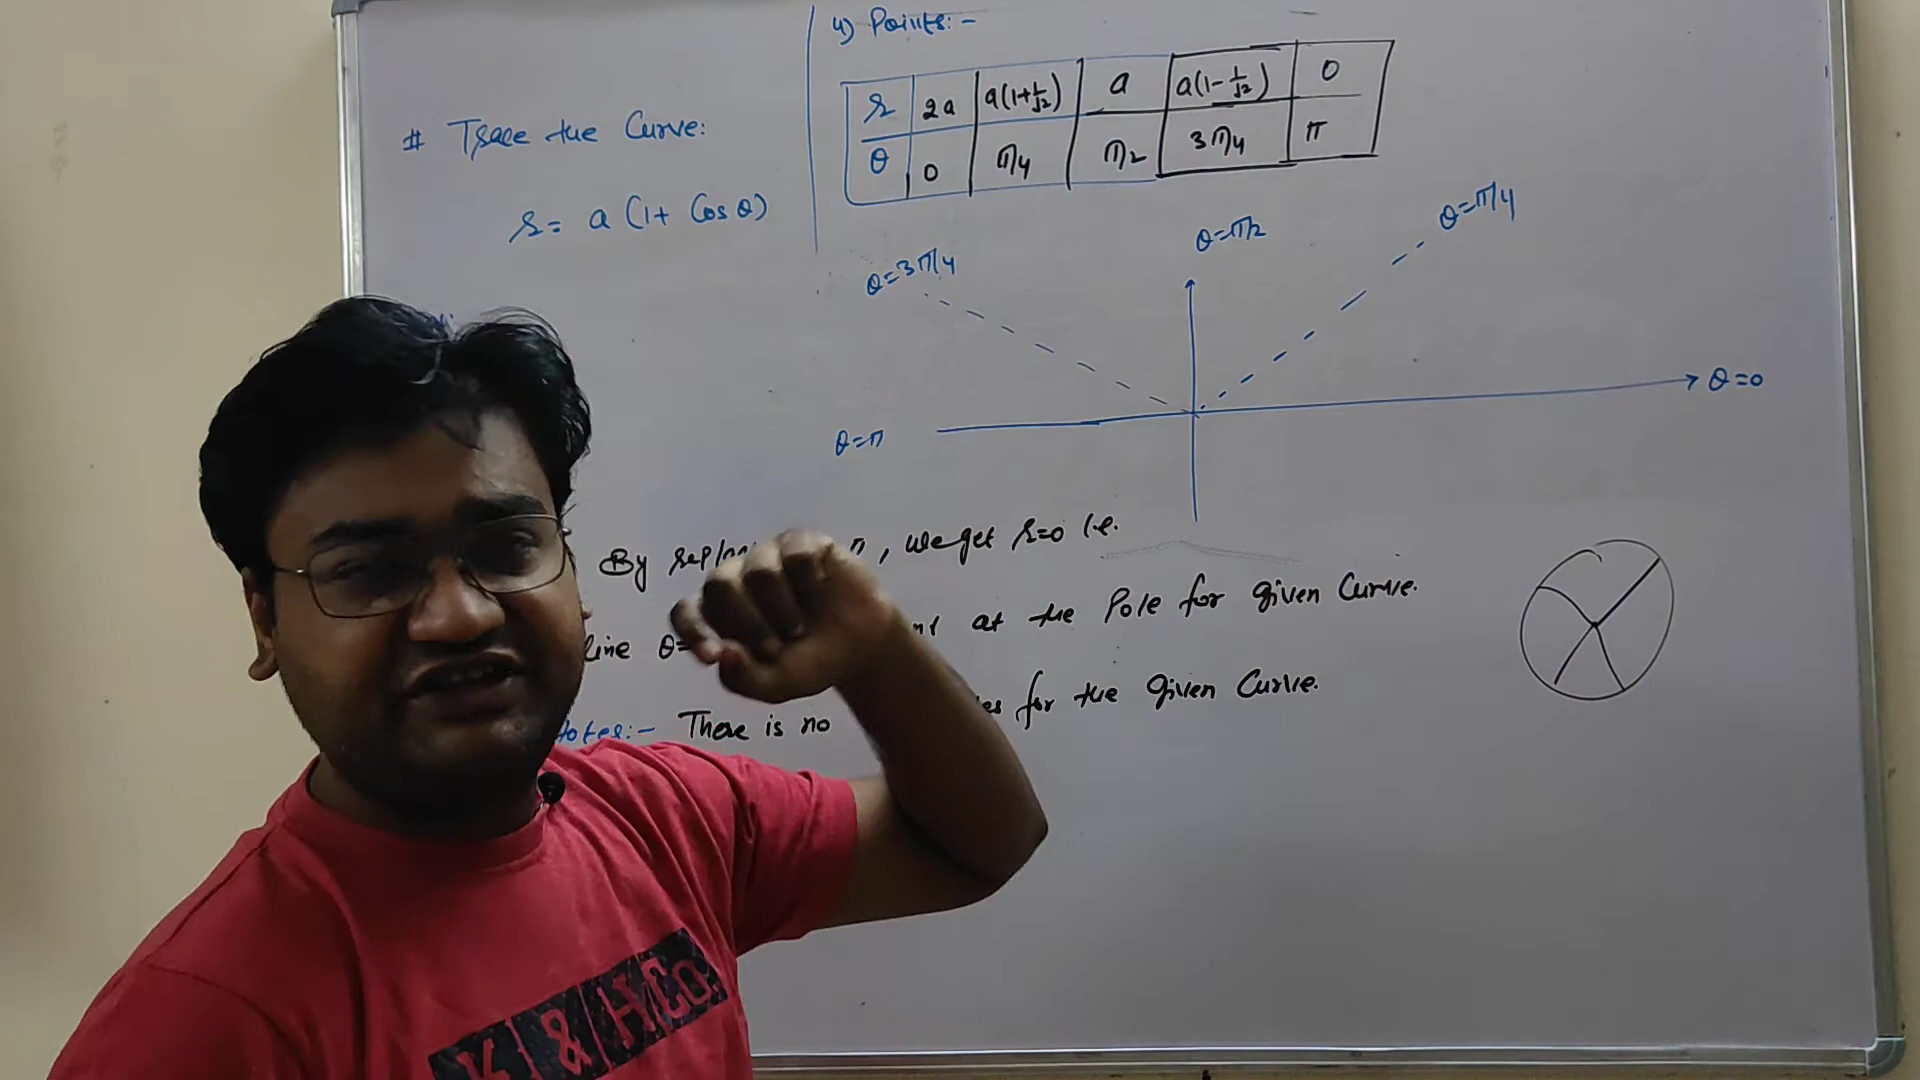 # Trace the Curve:
r = a (1 + Cos θ)
4) Points:-
r 2a a(1+1/√2) a a(1-1/√2) 0
θ 0 π/4 π/2 3π/4 π
θ=3π/4
θ=π/2
θ=π/4
θ=0
θ=π
By , we get r=0 i.e.
line at the Pole for given Curve.
There is no for the given Curve.
K & H Co